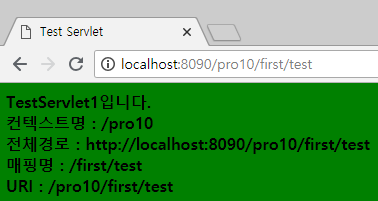 Test Servlet
localhost:8090/pro10/first/test
TestServlet1입니다.
컨텍스트명 : /pro10
전체경로 : http://localhost:8090/pro10/first/test
매핑명 : /first/test
URI : /pro10/first/test